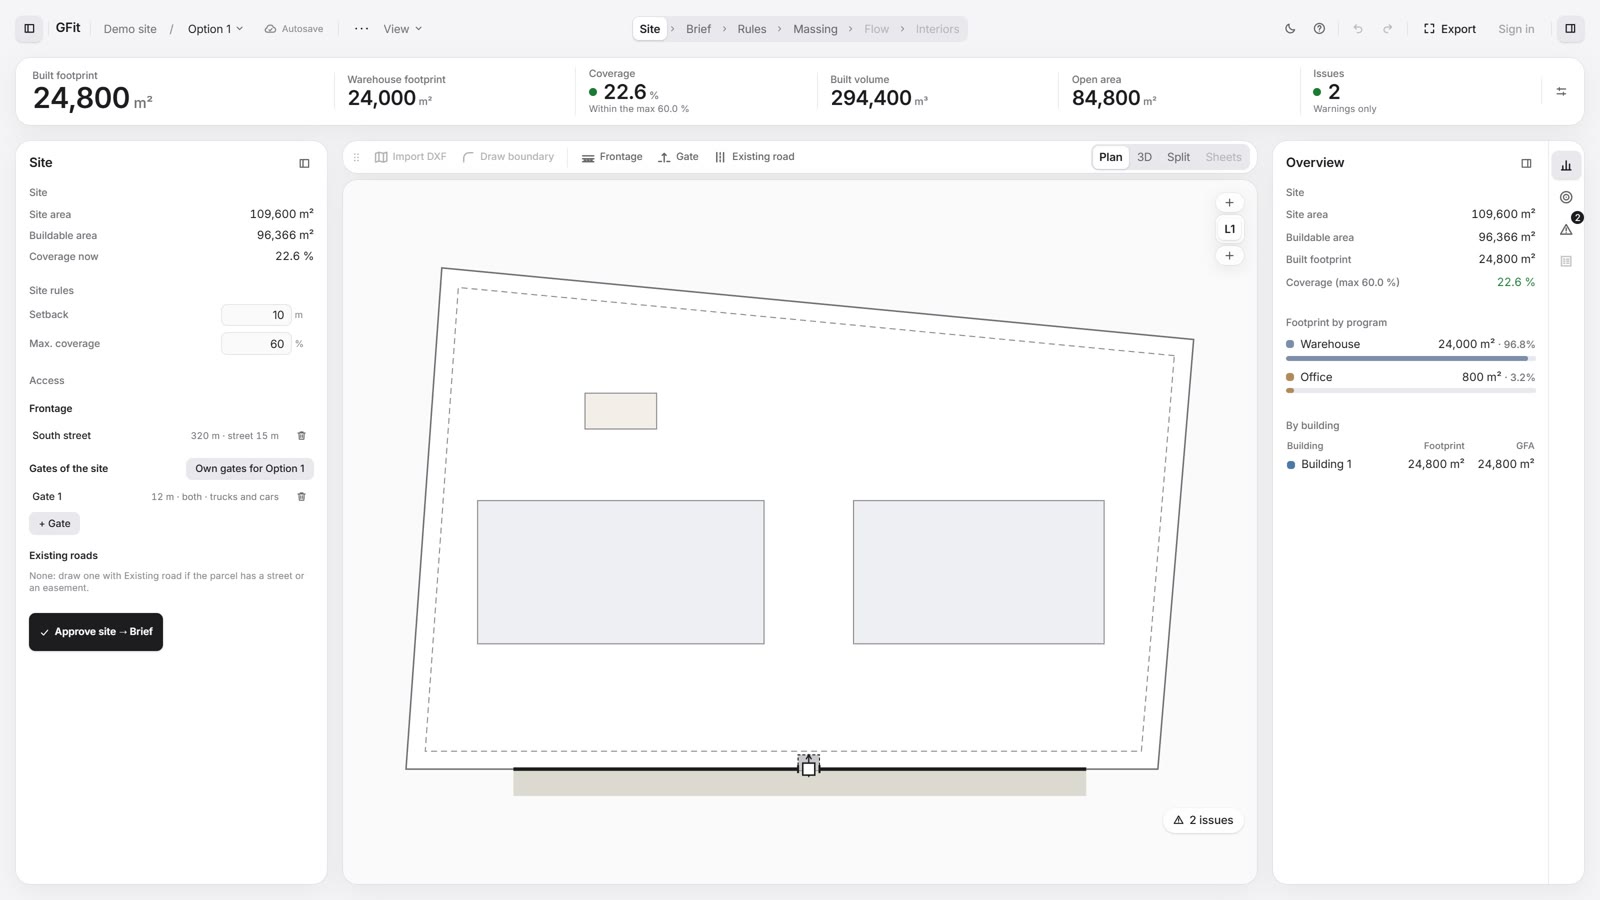 GFit
Demo site / Option 1
Autosave
···
View
Site › Brief › Rules › Massing › Flow › Interiors
Export
Sign in
Built footprint
24,800 m²
Warehouse footprint
24,000 m²
Coverage
22.6 %
Within the max 60.0 %
Built volume
294,400 m³
Open area
84,800 m²
Issues
2
Warnings only
Site
Site
Site area 109,600 m²
Buildable area 96,366 m²
Coverage now 22.6 %
Site rules
Setback 10 m
Max. coverage 60 %
Access
Frontage
South street 320 m · street 15 m
Gates of the site Own gates for Option 1
Gate 1 12 m · both · trucks and cars
+ Gate
Existing roads
None: draw one with Existing road if the parcel has a street or
an easement.
Approve site → Brief
Import DXF
Draw boundary
Frontage
Gate
Existing road
Plan 3D Split Sheets
+
L1
+
2 issues
Overview
Site
Site area 109,600 m²
Buildable area 96,366 m²
Built footprint 24,800 m²
Coverage (max 60.0 %) 22.6 %
Footprint by program
Warehouse 24,000 m² · 96.8%
Office 800 m² · 3.2%
By building
Building Footprint GFA
Building 1 24,800 m² 24,800 m²
2